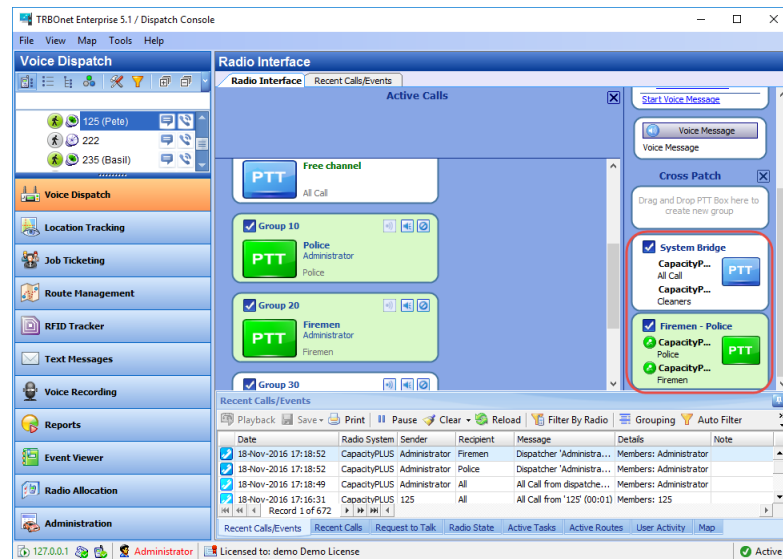 TRBOnet Enterprise 5.1 / Dispatch Console
File View Map Tools Help
Voice Dispatch
125 (Pete)
222
235 (Basil)
Voice Dispatch
Location Tracking
Job Ticketing
Route Management
RFID Tracker
Text Messages
Voice Recording
Reports
Event Viewer
Radio Allocation
Administration
Radio Interface
Radio Interface Recent Calls/Events
Active Calls
Free channel
PTT
All Call
Group 10
Police
Administrator
PTT
Police
Group 20
Firemen
Administrator
PTT
Firemen
Group 30
Start Voice Message
Voice Message
Voice Message
Cross Patch
Drag and Drop PTT Box here to
create new group
System Bridge
CapacityP...
All Call
PTT
CapacityP...
Cleaners
Firemen - Police
CapacityP...
Police
PTT
CapacityP...
Firemen
Recent Calls/Events
Playback Save Print Pause Clear Reload Filter By Radio Grouping Auto Filter
Date Radio System Sender Recipient Message Details Note
18-Nov-2016 17:18:52 CapacityPLUS Administrator Firemen Dispatcher 'Administra... Members: Administrator
18-Nov-2016 17:18:52 CapacityPLUS Administrator Police Dispatcher 'Administra... Members: Administrator
18-Nov-2016 17:18:49 CapacityPLUS Administrator All All Call from dispatche... Members: Administrator
18-Nov-2016 17:16:31 CapacityPLUS 125 All All Call from '125' (00:01) Members: 125
Record 1 of 672
Recent Calls/Events Recent Calls Request to Talk Radio State Active Tasks Active Routes User Activity Map
127.0.0.1 Administrator Licensed to: demo Demo License Active